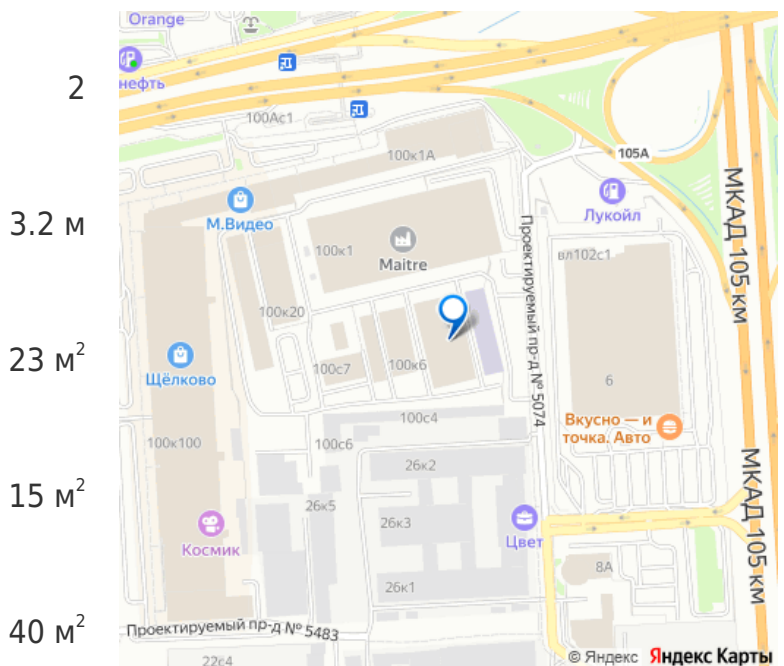 2
3.2 м
23 м²
15 м²
40 м²
Orange
нефть
100Ас1
100к1А
105А
М.Видео
Лукойл
100к1
Maitre
вл102с1
МКАД 105 км
Проектируемый пр-д № 5074
100к20
Щёлково
100с7
100к6
6
Вкусно — и
точка. Авто
100с4
100к100
100с6
26к2
МКАД 105 км
26к5
26к3
Космик
Цвет
8А
26к1
Проектируемый пр-д № 5483
22с4
© Яндекс Яндекс Карты